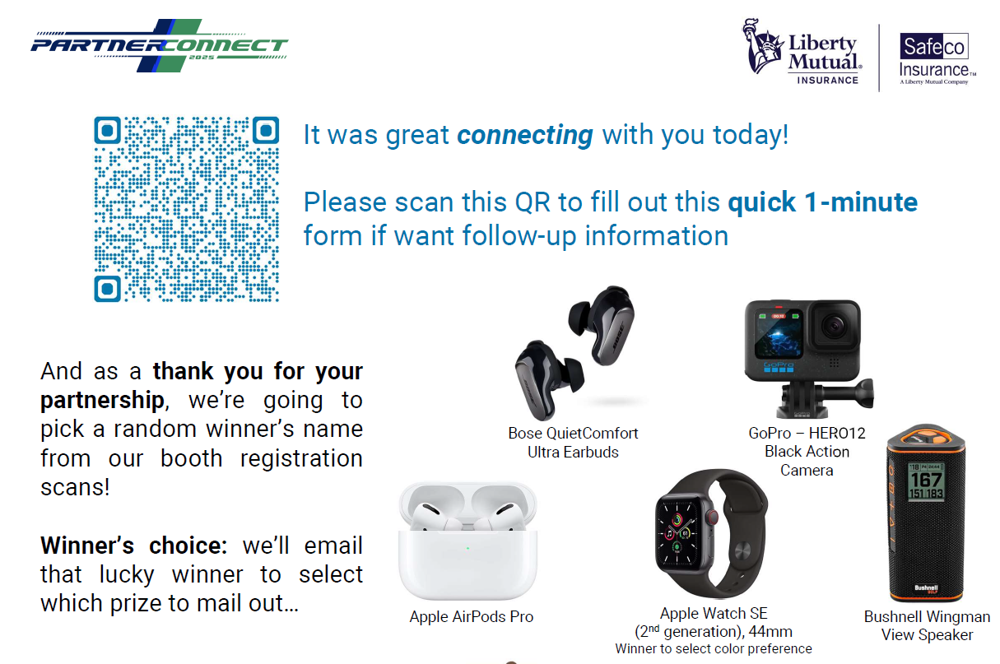 PARTNERCONNECT
2025
Liberty
Mutual®
INSURANCE
Safeco
Insurance™
A Liberty Mutual Company
It was great connecting with you today!
Please scan this QR to fill out this quick 1-minute
form if want follow-up information
And as a thank you for your
partnership, we’re going to
pick a random winner’s name
from our booth registration
scans!
Winner’s choice: we’ll email
that lucky winner to select
which prize to mail out…
BOSE
Bose QuietComfort
Ultra Earbuds
GoPro
GoPro – HERO12
Black Action
Camera
Apple AirPods Pro
Apple Watch SE
(2nd generation), 44mm
Winner to select color preference
167
151 183
Bushnell
GOLF
Bushnell Wingman
View Speaker